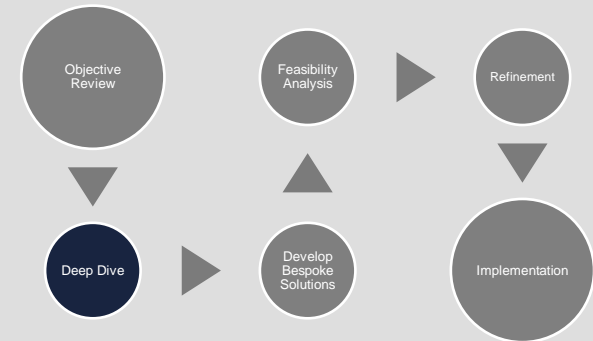 Objective
Review
Deep Dive
Develop
Bespoke
Solutions
Feasibility
Analysis
Refinement
Implementation